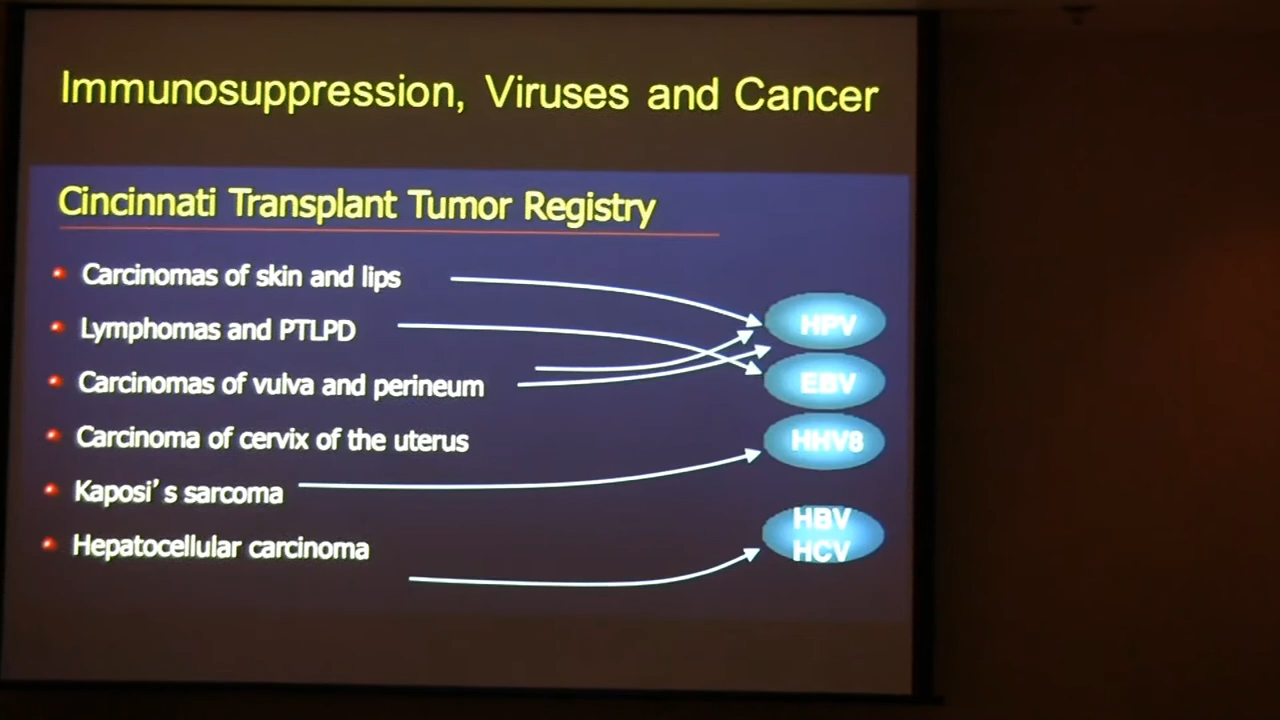 Immunosuppression, Viruses and Cancer
Cincinnati Transplant Tumor Registry
Carcinomas of skin and lips
Lymphomas and PTLPD
Carcinomas of vulva and perineum
Carcinoma of cervix of the uterus
Kaposi's sarcoma
Hepatocellular carcinoma
HPV
EBV
HHV8
HBV
HCV